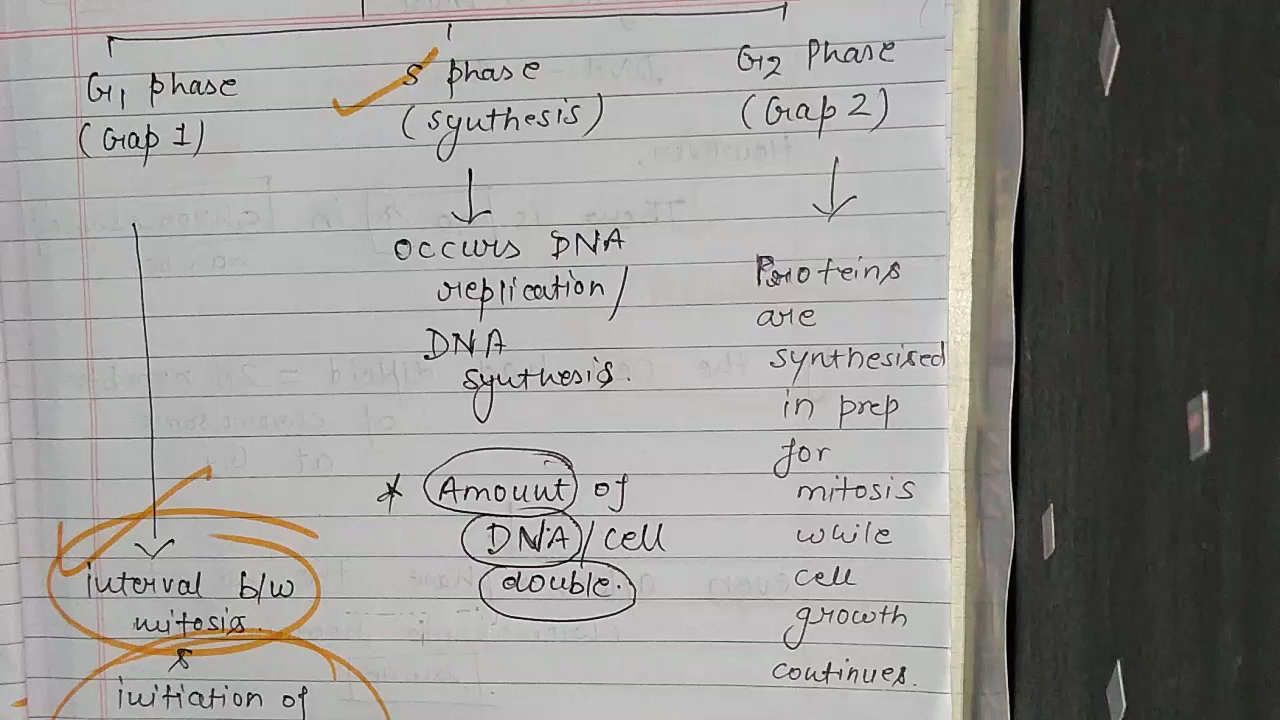 G1 phase
(Gap 1)
interval b/w
mitosis.
&
initiation of
S phase
(synthesis)
Occurs DNA
replication/
DNA
synthesis.
* Amount of
DNA/cell
double.
G2 Phase
(Gap 2)
Proteins
are
synthesised
in prep
for
mitosis
while
cell
growth
continues.